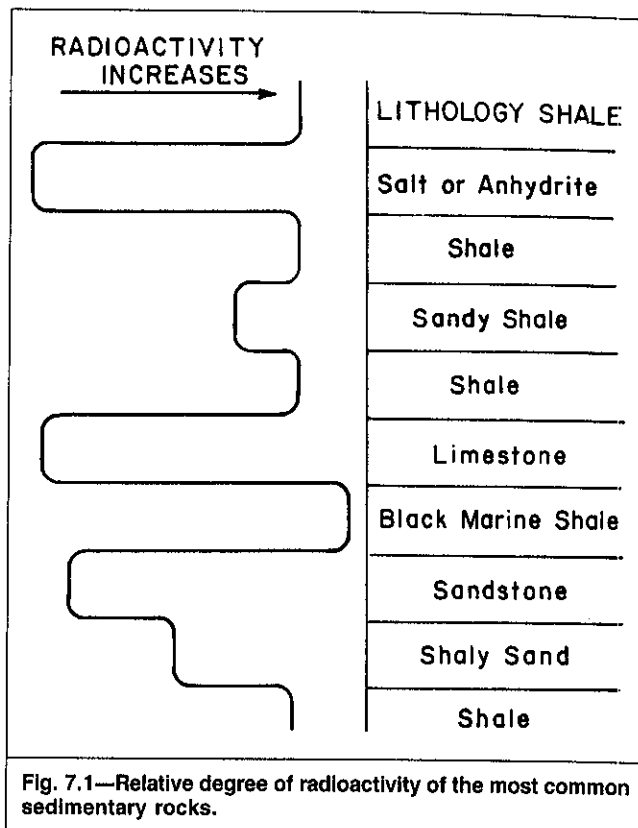 RADIOACTIVITY
INCREASES
LITHOLOGY SHALE
Salt or Anhydrite
Shale
Sandy Shale
Shale
Limestone
Black Marine Shale
Sandstone
Shaly Sand
Shale
Fig. 7.1—Relative degree of radioactivity of the most common
sedimentary rocks.